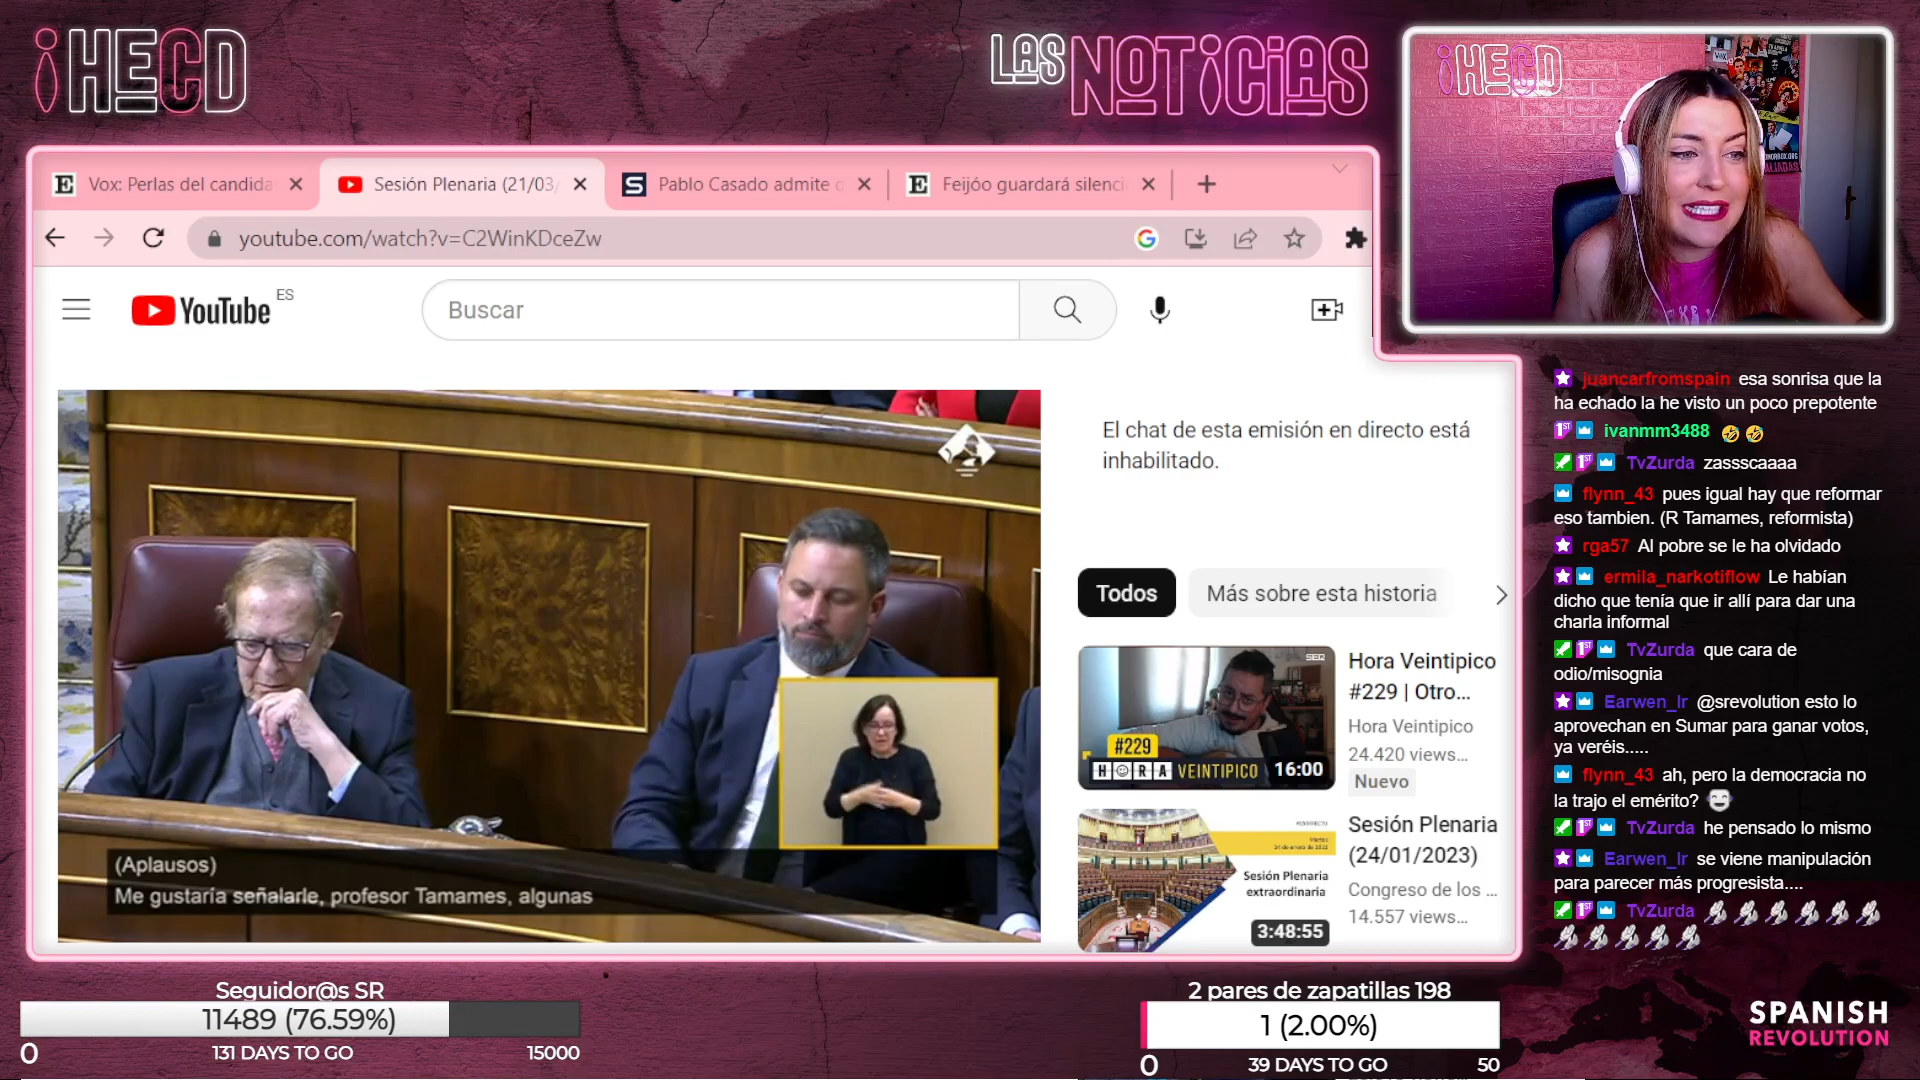 ¡HECD
LAS NOTICIAS
¡HECD
Vox: Perlas del candida
Sesión Plenaria (21/03/
Pablo Casado admite
Feijóo guardará silenci
youtube.com/watch?v=C2WinKDceZw
YouTube ES
Buscar
El chat de esta emisión en directo está
inhabilitado.
Todos
Más sobre esta historia
Hora Veintipico
#229 | Otro...
Hora Veintipico
24.420 views...
Nuevo
#229
HORA VEINTIPICO
16:00
Sesión Plenaria
(24/01/2023)
Congreso de los ...
14.557 views...
Sesión Plenaria
extraordinaria
3:48:55
(Aplausos)
Me gustaría señalarle, profesor Tamames, algunas
juancarfromspain esa sonrisa que la
ha echado la he visto un poco prepotente
ivanmm3488
TvZurda zassscaaaa
flynn_43 pues igual hay que reformar
eso tambien. (R Tamames, reformista)
rga57 Al pobre se le ha olvidado
ermila_narkotiflow Le habían
dicho que tenía que ir allí para dar una
charla informal
TvZurda que cara de
odio/misognia
Earwen_lr @srevolution esto lo
aprovechan en Sumar para ganar votos,
ya veréis.....
flynn_43 ah, pero la democracia no
la trajo el emérito?
TvZurda he pensado lo mismo
Earwen_lr se viene manipulación
para parecer más progresista....
TvZurda
Seguidor@s SR
11489 (76.59%)
0 131 DAYS TO GO 15000
2 pares de zapatillas 198
1 (2.00%)
0 39 DAYS TO GO 50
SPANISH
REVOLUTION